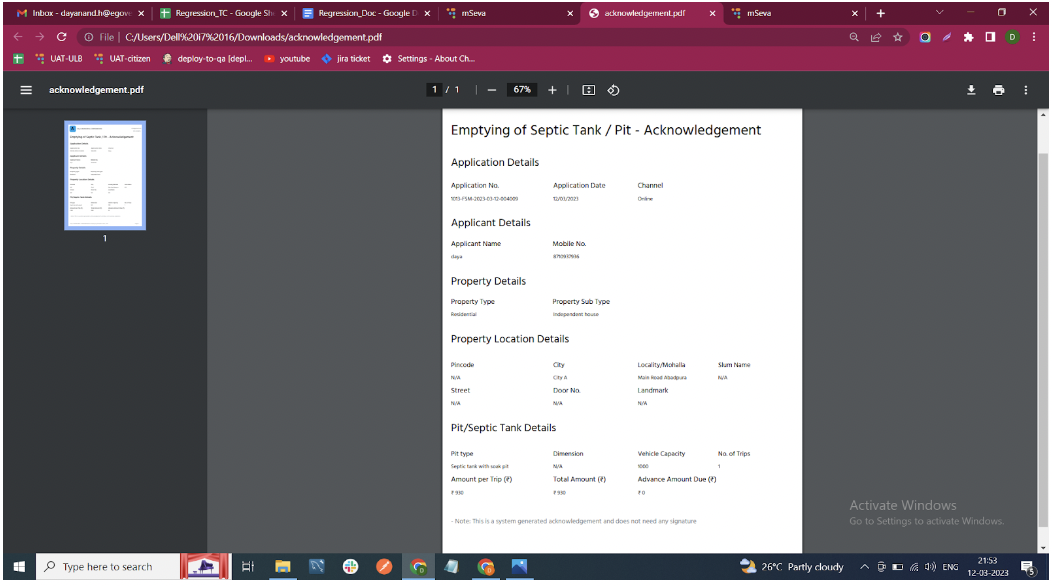 Inbox - dayanand.h@egov
Regression_TC - Google Sh
Regression_Doc - Google D
mSeva
acknowledgement.pdf
mSeva
File | C:/Users/Dell%20i7%2016/Downloads/acknowledgement.pdf
D
UAT-ULB UAT-citizen deploy-to-qa [depl... youtube jira ticket Settings - About Ch...
acknowledgement.pdf 1 / 1 67%
1
Emptying of Septic Tank / Pit - Acknowledgement
Application Details
Application No. Application Date Channel
1013-FSM-2023-03-12-004009 12/03/2023 Online
Applicant Details
Applicant Name Mobile No.
daya 8710937936
Property Details
Property Type Property Sub Type
Residential Independent house
Property Location Details
Pincode City Locality/Mohalla Slum Name
N/A City A Main Road Abadpura N/A
Street Door No. Landmark
N/A N/A N/A
Pit/Septic Tank Details
Pit type Dimension Vehicle Capacity No. of Trips
Septic tank with soak pit N/A 1000 1
Amount per Trip (₹) Total Amount (₹) Advance Amount Due (₹)
₹ 930 ₹ 930 ₹ 0
- Note: This is a system generated acknowledgement and does not need any signature
Activate Windows
Go to Settings to activate Windows.
Type here to search
26°C Partly cloudy
ENG
21:53
12-03-2023
5